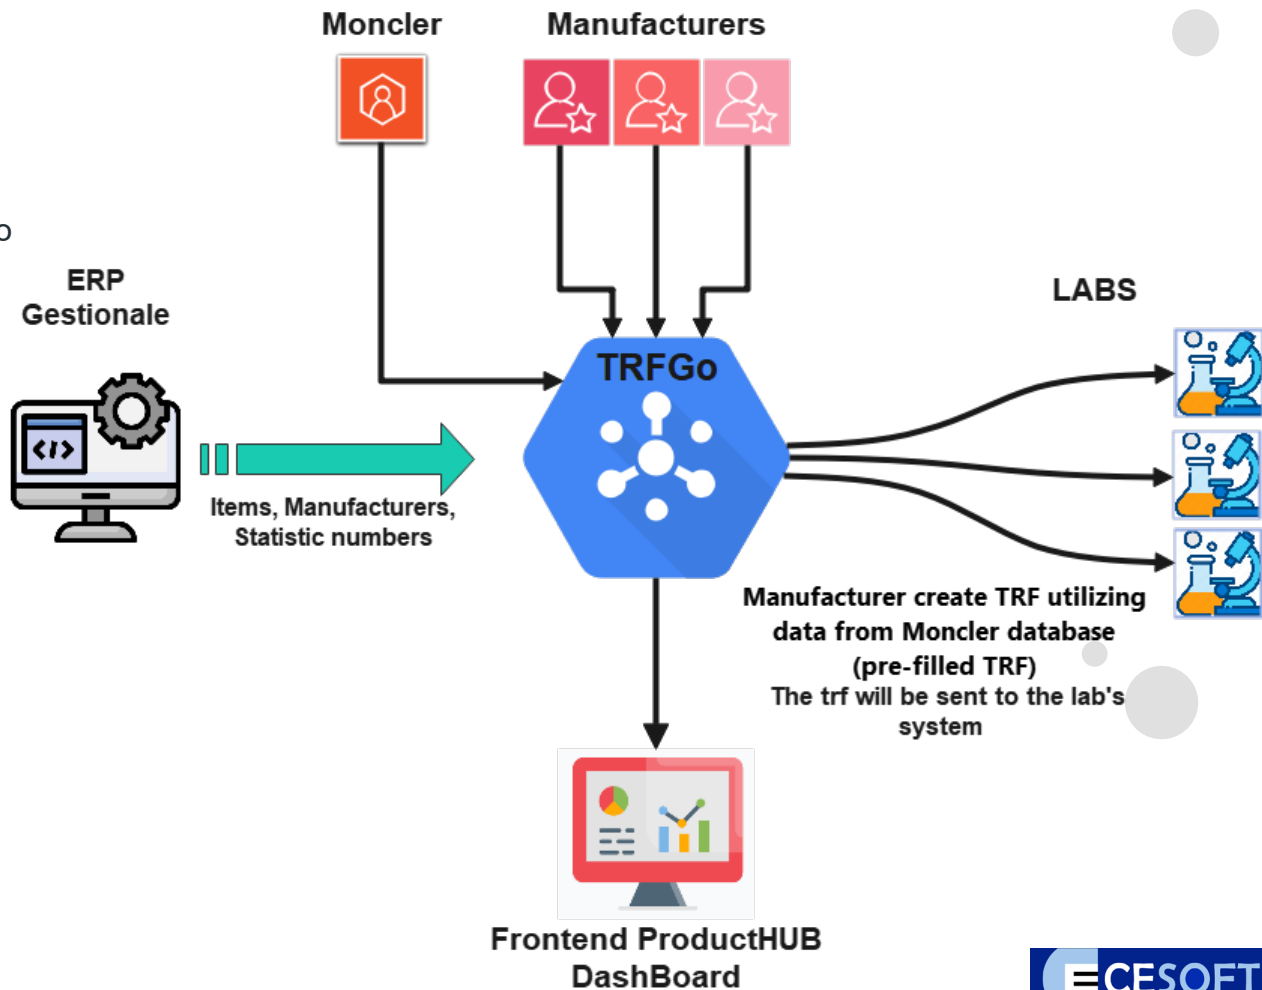 Moncler
Manufacturers
o
ERP
Gestionale
LABS
TRFGo
</>
Items, Manufacturers,
Statistic numbers
Manufacturer create TRF utilizing
data from Moncler database
(pre-filled TRF)
The trf will be sent to the lab's
system
Frontend ProductHUB
DashBoard
ECESOFT